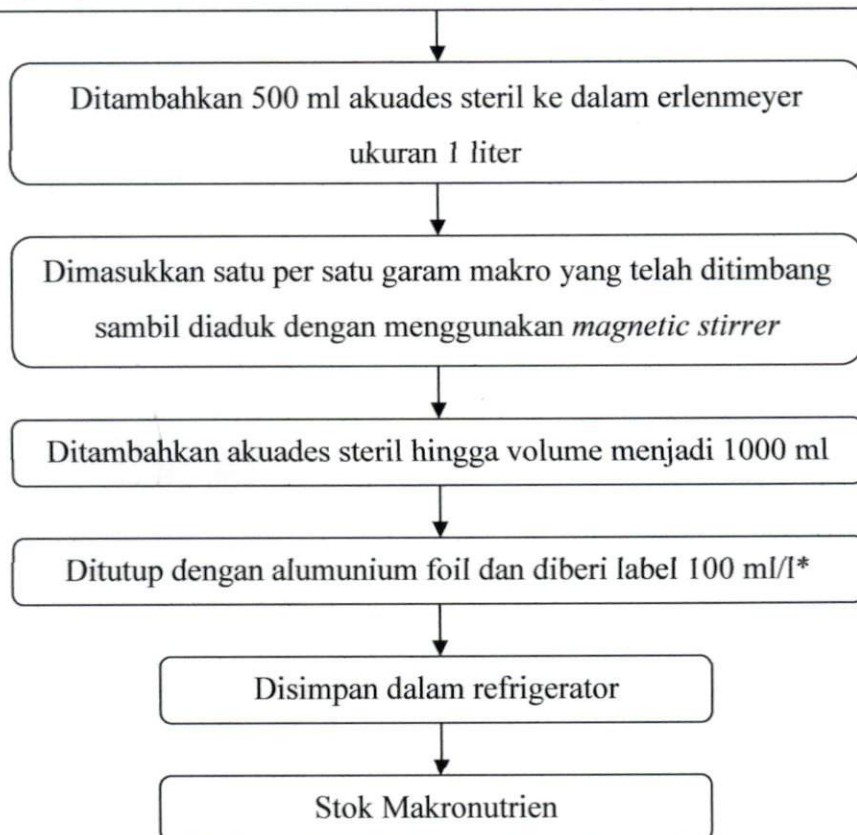 Ditambahkan 500 ml akuades steril ke dalam erlenmeyer
ukuran 1 liter
Dimasukkan satu per satu garam makro yang telah ditimbang
sambil diaduk dengan menggunakan magnetic stirrer
Ditambahkan akuades steril hingga volume menjadi 1000 ml
Ditutup dengan alumunium foil dan diberi label 100 ml/l*
Disimpan dalam refrigerator
Stok Makronutrien